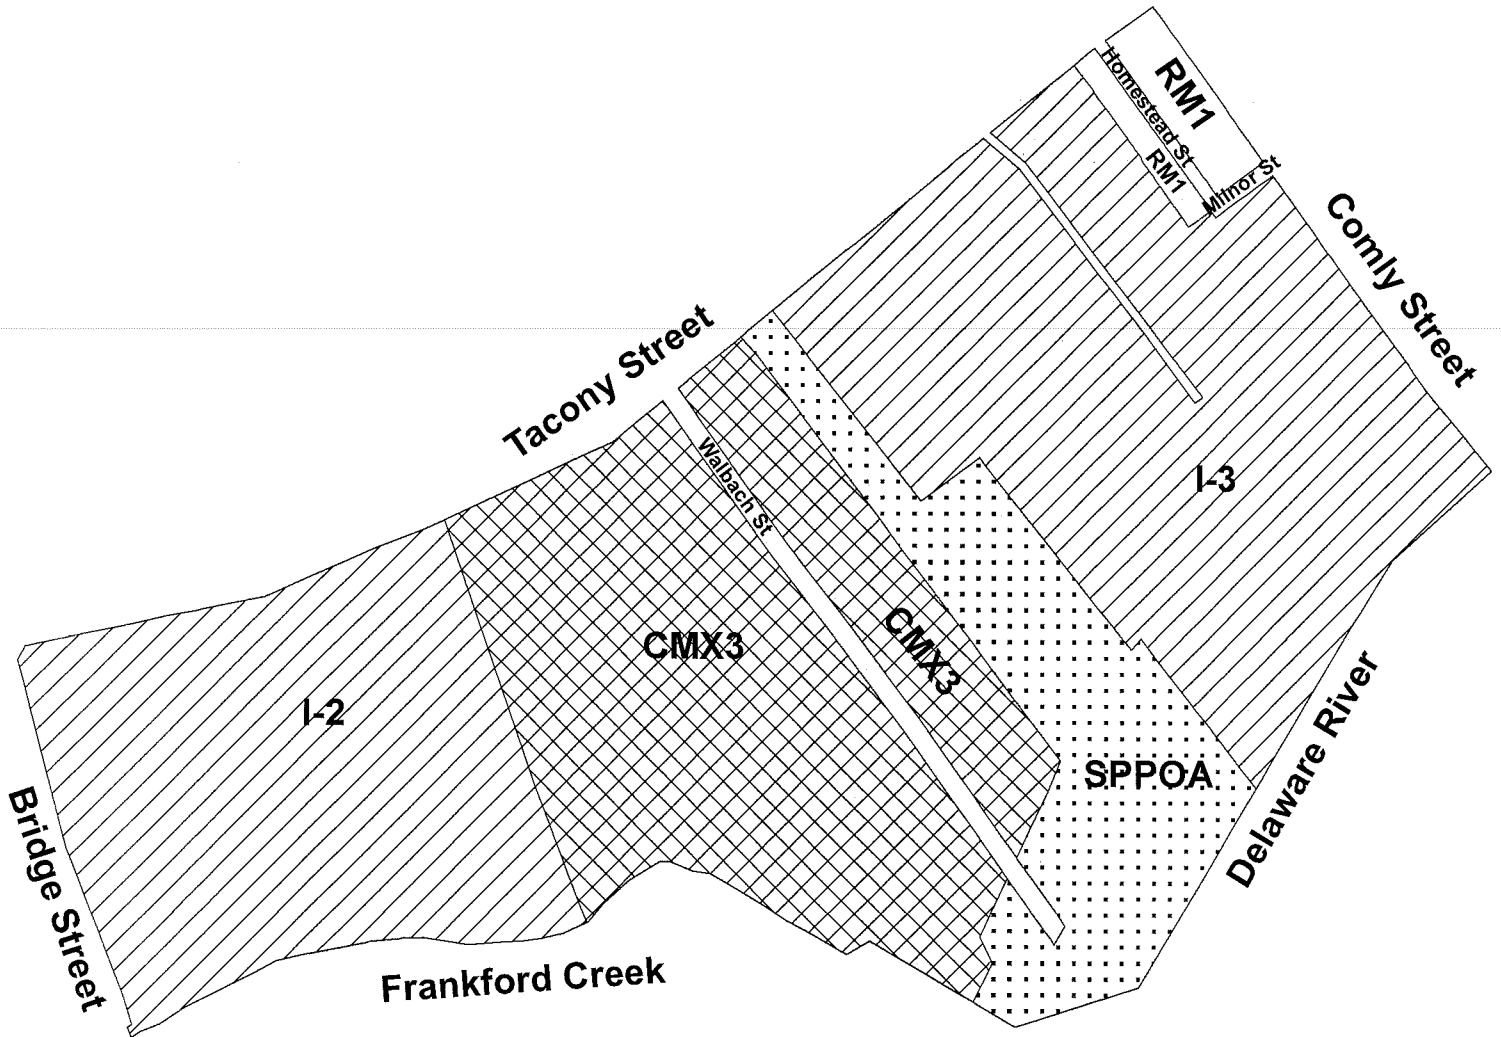 RM1
Homestead St
RM1
Milnor St
Comly Street
Tacony Street
Walbach St
I-3
CMX3
CMX3
I-2
SPPOA
Delaware River
Bridge Street
Frankford Creek